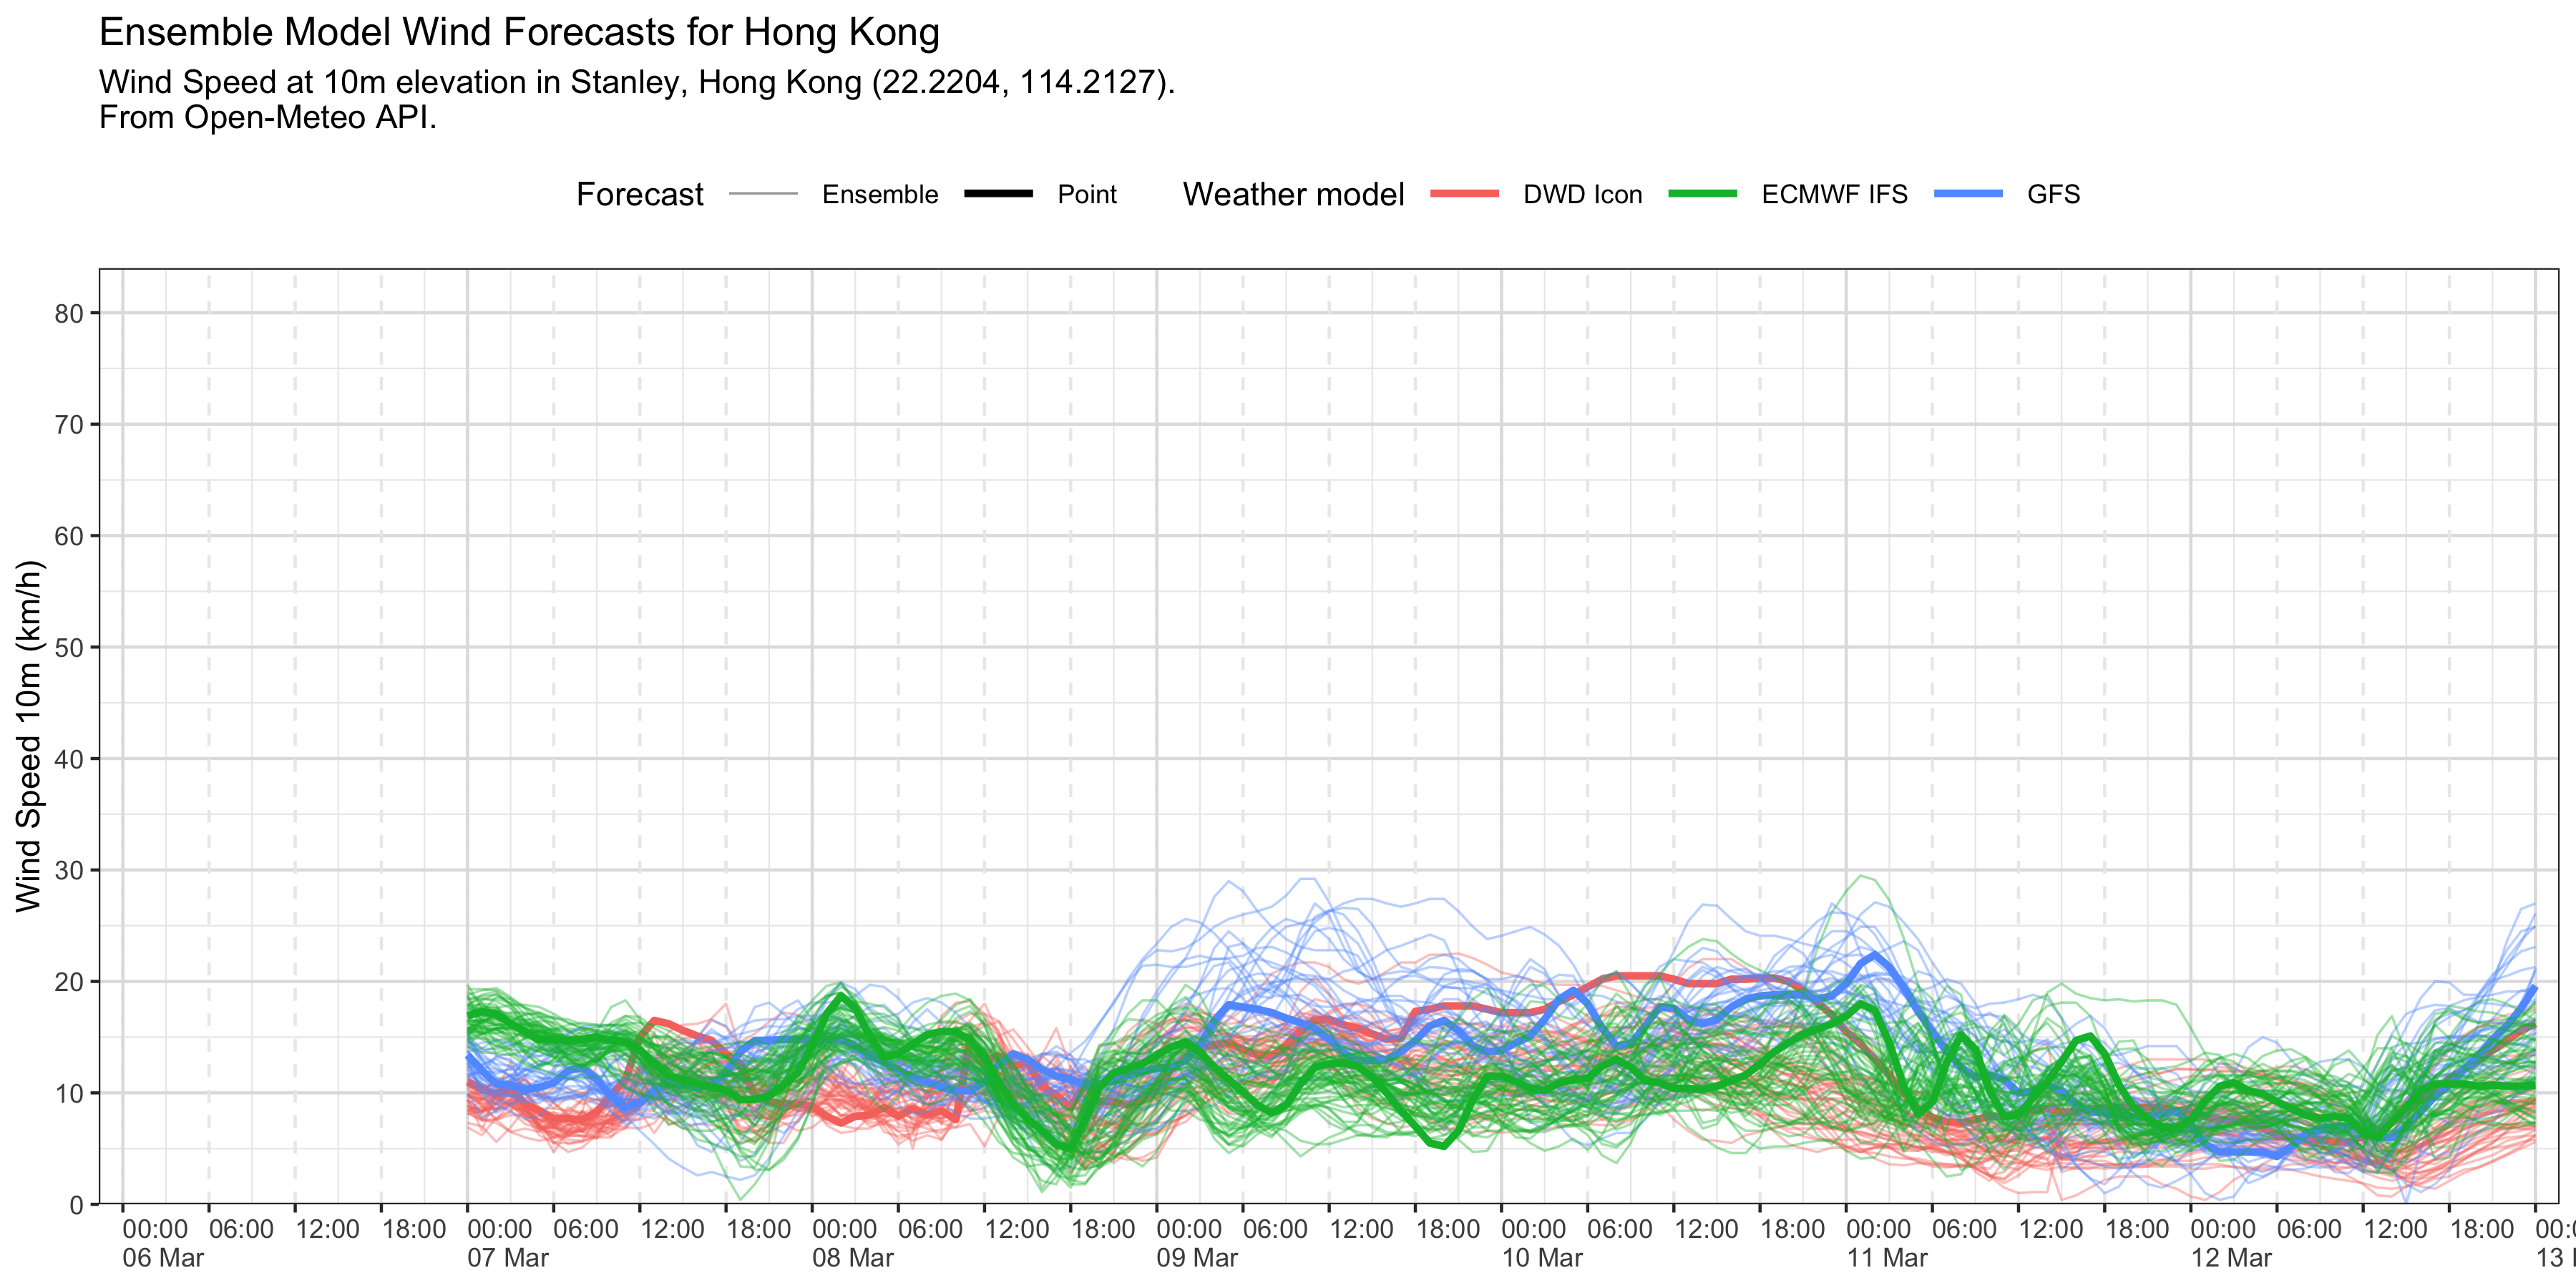 Ensemble Model Wind Forecasts for Hong Kong
Wind Speed at 10m elevation in Stanley, Hong Kong (22.2204, 114.2127).
From Open-Meteo API.
Forecast Ensemble Point Weather model DWD Icon ECMWF IFS GFS
Wind Speed 10m (km/h)
80
70
60
50
40
30
20
10
0
00:00 06:00 12:00 18:00 00:00 06:00 12:00 18:00 00:00 06:00 12:00 18:00 00:00 06:00 12:00 18:00 00:00 06:00 12:00 18:00 00:00 06:00 12:00 18:00 00:00 06:00 12:00 18:00 00:0
06 Mar 07 Mar 08 Mar 09 Mar 10 Mar 11 Mar 12 Mar 13